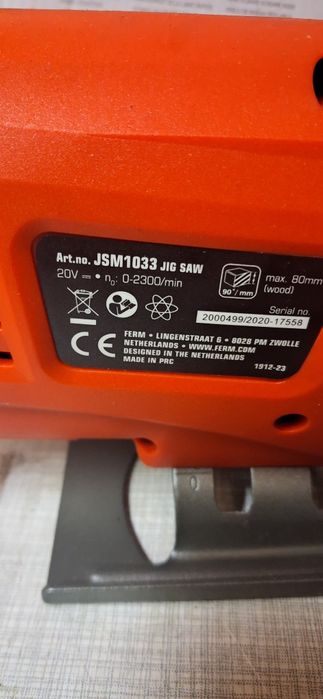 Art.no. JSM1033 JIG SAW
20V ⎓ • n₀: 0-2300/min
90°/mm
max. 80mm
(wood)
Serial no.
2000499/2020-17558
CE
FERM • LINGENSTRAAT 6 • 8028 PM ZWOLLE
NETHERLANDS • WWW.FERM.COM
DESIGNED IN THE NETHERLANDS
MADE IN PRC
1912-23
0